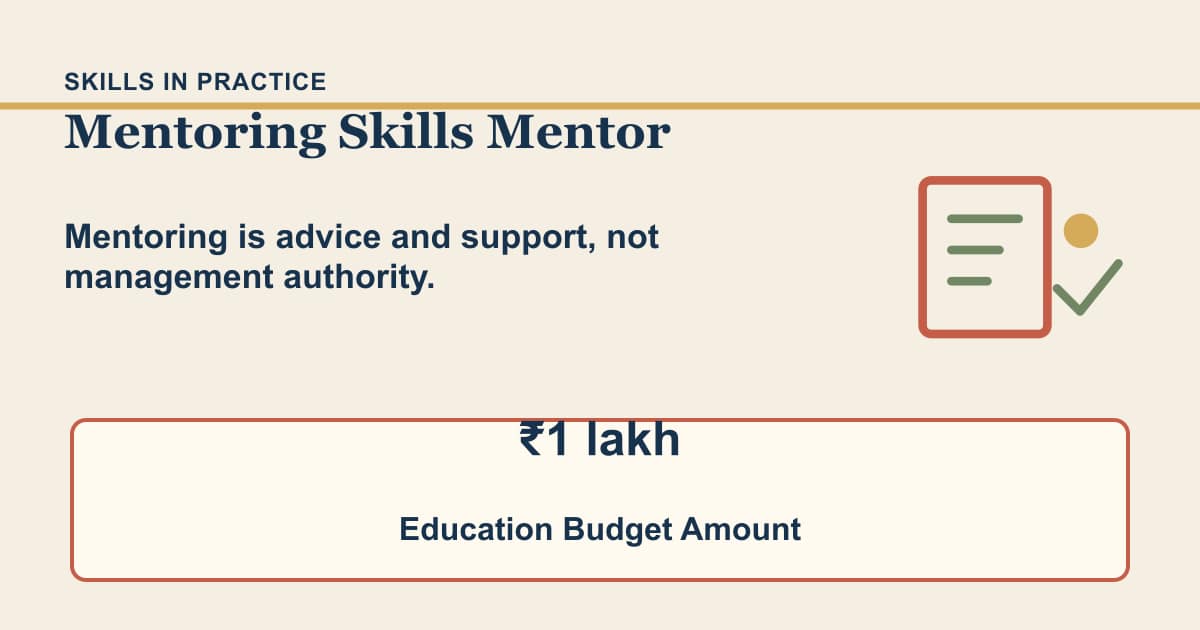 SKILLS IN PRACTICE
Mentoring Skills Mentor
Mentoring is advice and support, not
management authority.
₹1 lakh
Education Budget Amount